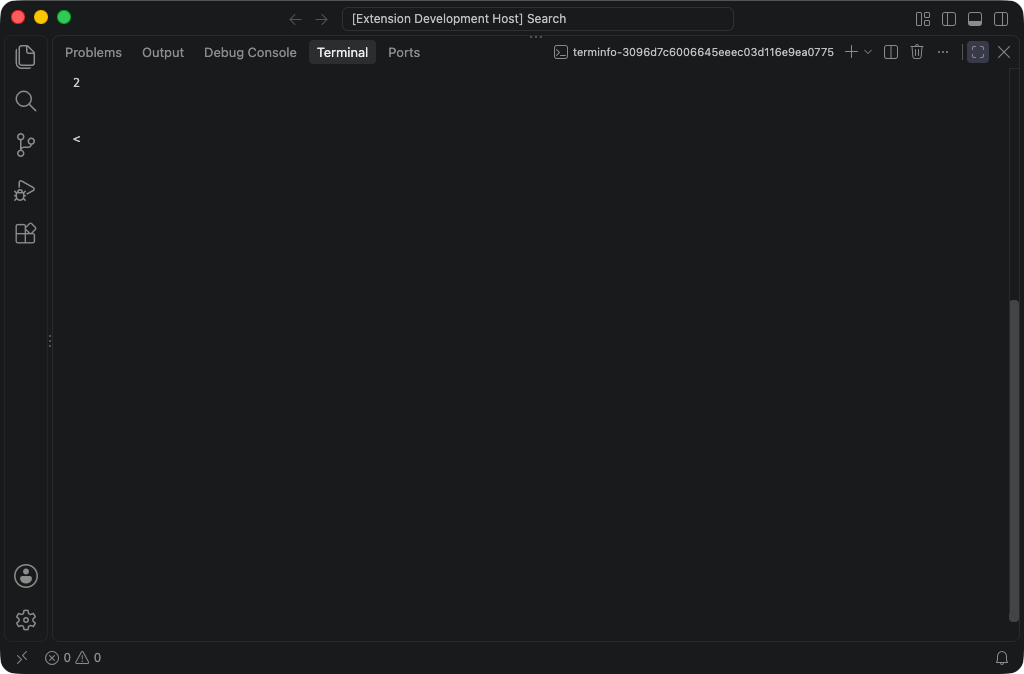 [Extension Development Host] Search
Problems Output Debug Console Terminal Ports terminfo-3096d7c6006645eeec03d116e9ea0775
2
<
0 0